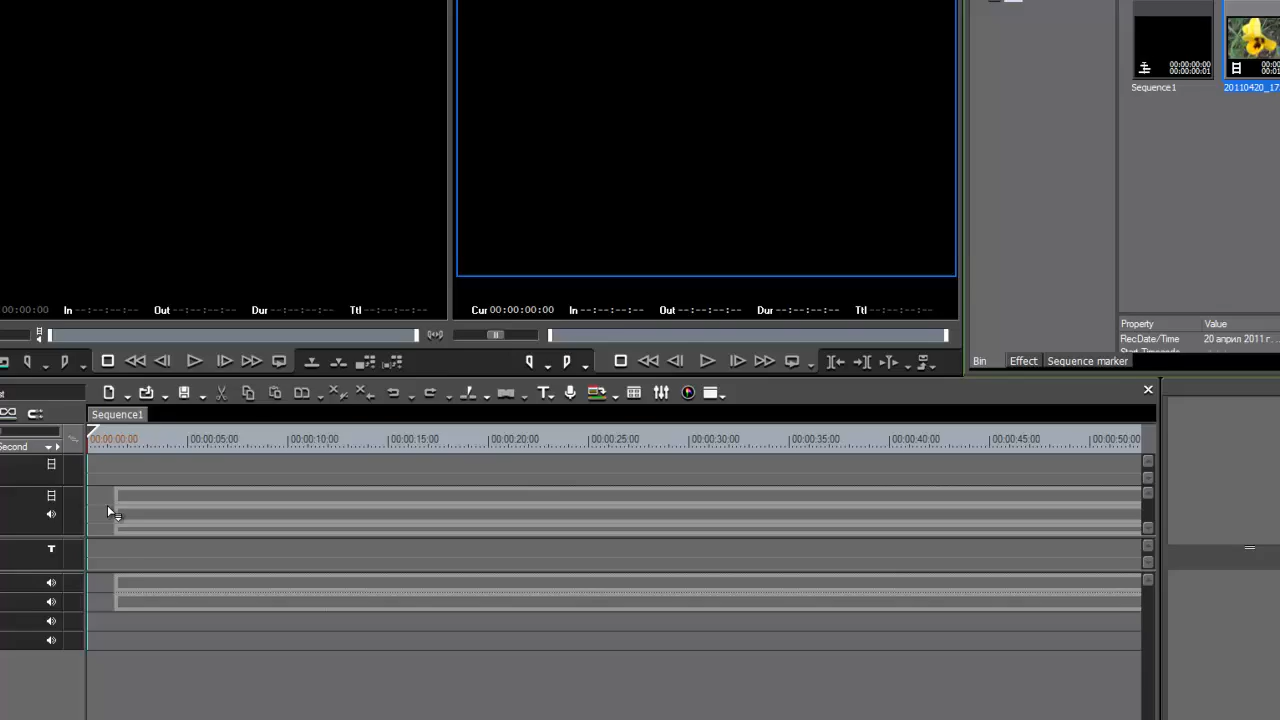 00:00:00:00
00:00:00:01
Sequence1
20110420_17
00:00:00
In --:--:--:--
Out --:--:--:--
Dur --:--:--:--
Ttl --:--:--:--
Cur 00:00:00:00
In --:--:--:--
Out --:--:--:--
Dur --:--:--:--
Ttl --:--:--:--
Property
Value
RecDate/Time
20 април 2011 г...
Bin
Effect
Sequence marker
Sequence1
Second
00:00:00:00
00:00:05:00
00:00:10:00
00:00:15:00
00:00:20:00
00:00:25:00
00:00:30:00
00:00:35:00
00:00:40:00
00:00:45:00
00:00:50:00
T